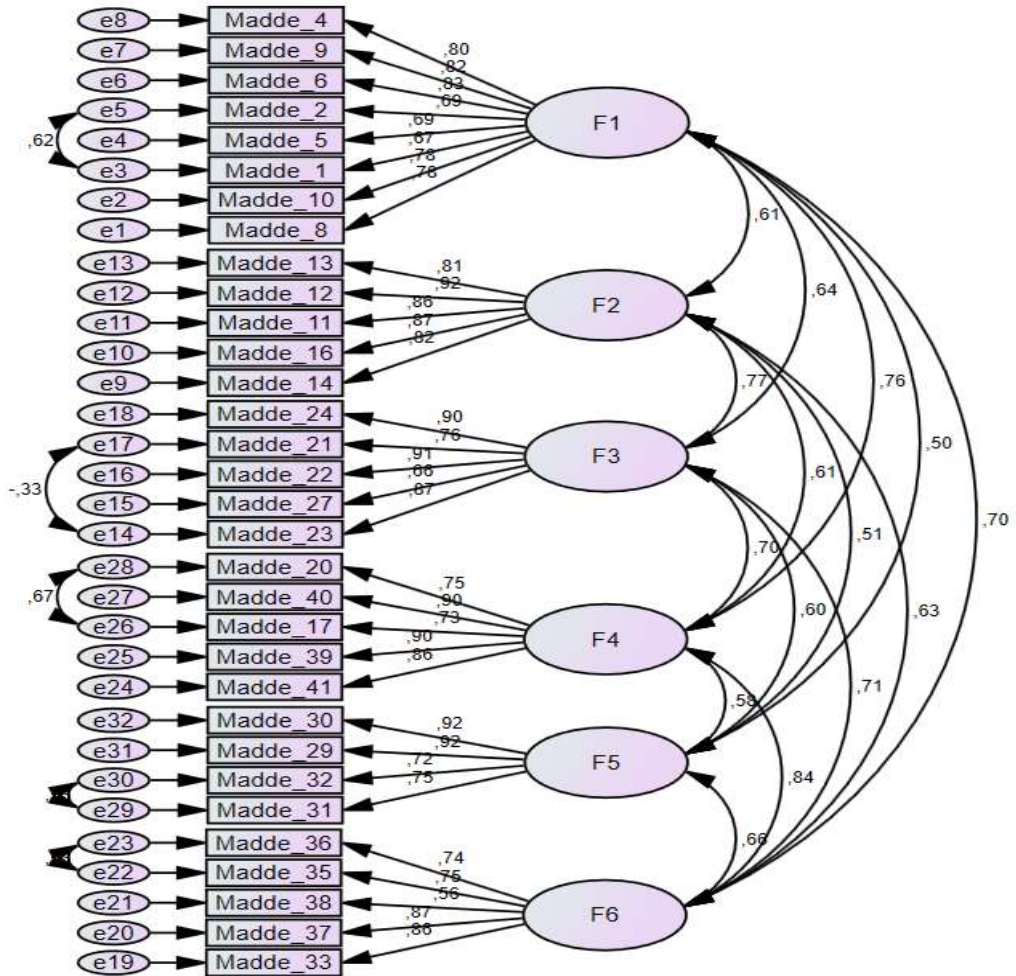 e8 Madde_4 ,80
e7 Madde_9 ,82
e6 Madde_6 ,83
e5 Madde_2 ,69
e4 Madde_5 ,69
e3 Madde_1 ,67
e2 Madde_10 ,78
e1 Madde_8 ,78
,62
F1
e13 Madde_13 ,81
e12 Madde_12 ,92
e11 Madde_11 ,86
e10 Madde_16 ,87
e9 Madde_14 ,82
F2
e18 Madde_24 ,90
e17 Madde_21 ,76
e16 Madde_22 ,91
e15 Madde_27
e14 Madde_23 ,87
-,33
F3
e28 Madde_20 ,75
e27 Madde_40 ,90
e26 Madde_17 ,73
e25 Madde_39 ,90
e24 Madde_41 ,86
,67
F4
e32 Madde_30 ,92
e31 Madde_29 ,92
e30 Madde_32 ,72
e29 Madde_31 ,75
F5
e23 Madde_36 ,74
e22 Madde_35 ,75
e21 Madde_38 ,56
e20 Madde_37 ,87
e19 Madde_33 ,86
F6
,61
,64
,77
,76
,50
,61
,51
,70
,70
,60
,63
,71
,58
,84
,66